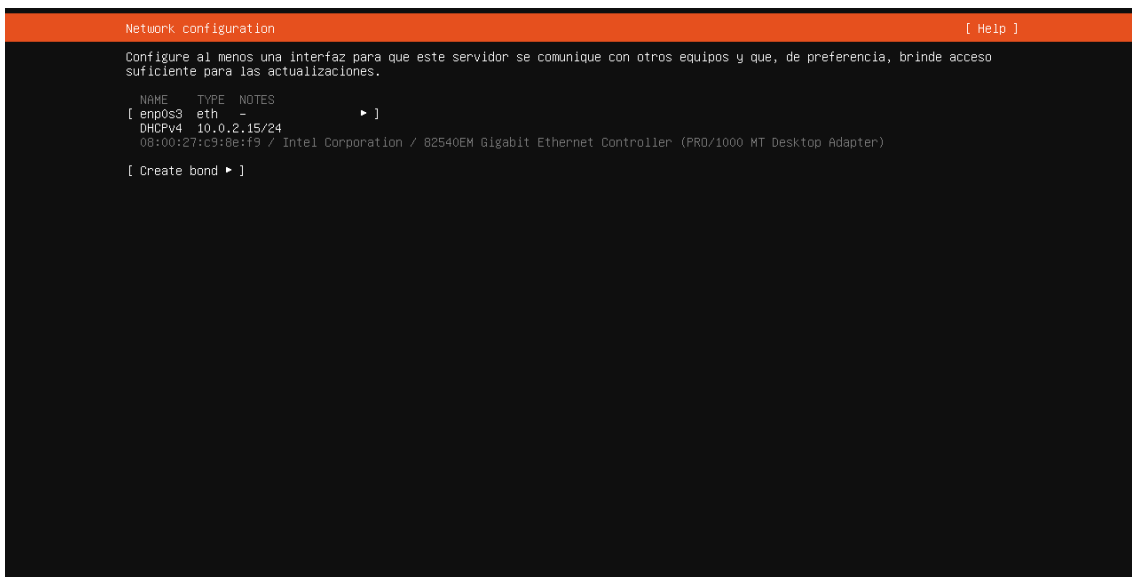 Network configuration [ Help ]
Configure al menos una interfaz para que este servidor se comunique con otros equipos y que, de preferencia, brinde acceso
suficiente para las actualizaciones.
NAME TYPE NOTES
[ enp0s3 eth - ▸ ]
DHCPv4 10.0.2.15/24
08:00:27:c9:8e:f9 / Intel Corporation / 82540EM Gigabit Ethernet Controller (PRO/1000 MT Desktop Adapter)
[ Create bond ▸ ]